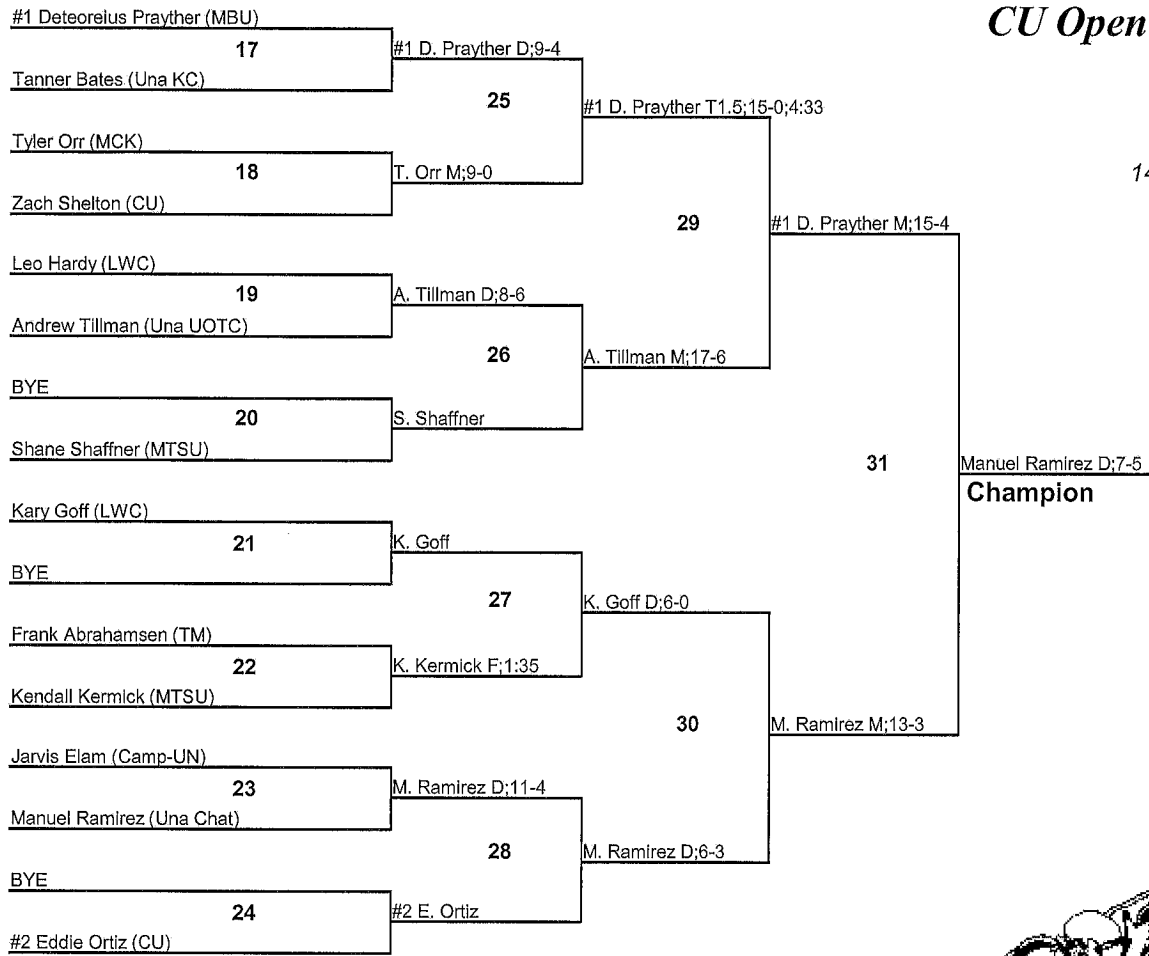 CU Open
14
#1 Deteoreius Prayther (MBU)
17
Tanner Bates (Una KC)
#1 D. Prayther D;9-4
25
Tyler Orr (MCK)
18
Zach Shelton (CU)
T. Orr M;9-0
#1 D. Prayther T1.5;15-0;4:33
29
Leo Hardy (LWC)
19
Andrew Tillman (Una UOTC)
A. Tillman D;8-6
26
BYE
20
Shane Shaffner (MTSU)
S. Shaffner
A. Tillman M;17-6
#1 D. Prayther M;15-4
31
Kary Goff (LWC)
21
BYE
K. Goff
27
Frank Abrahamsen (TM)
22
Kendall Kermick (MTSU)
K. Kermick F;1:35
K. Goff D;6-0
30
Jarvis Elam (Camp-UN)
23
Manuel Ramirez (Una Chat)
M. Ramirez D;11-4
28
BYE
24
#2 Eddie Ortiz (CU)
#2 E. Ortiz
M. Ramirez D;6-3
M. Ramirez M;13-3
Manuel Ramirez D;7-5
Champion